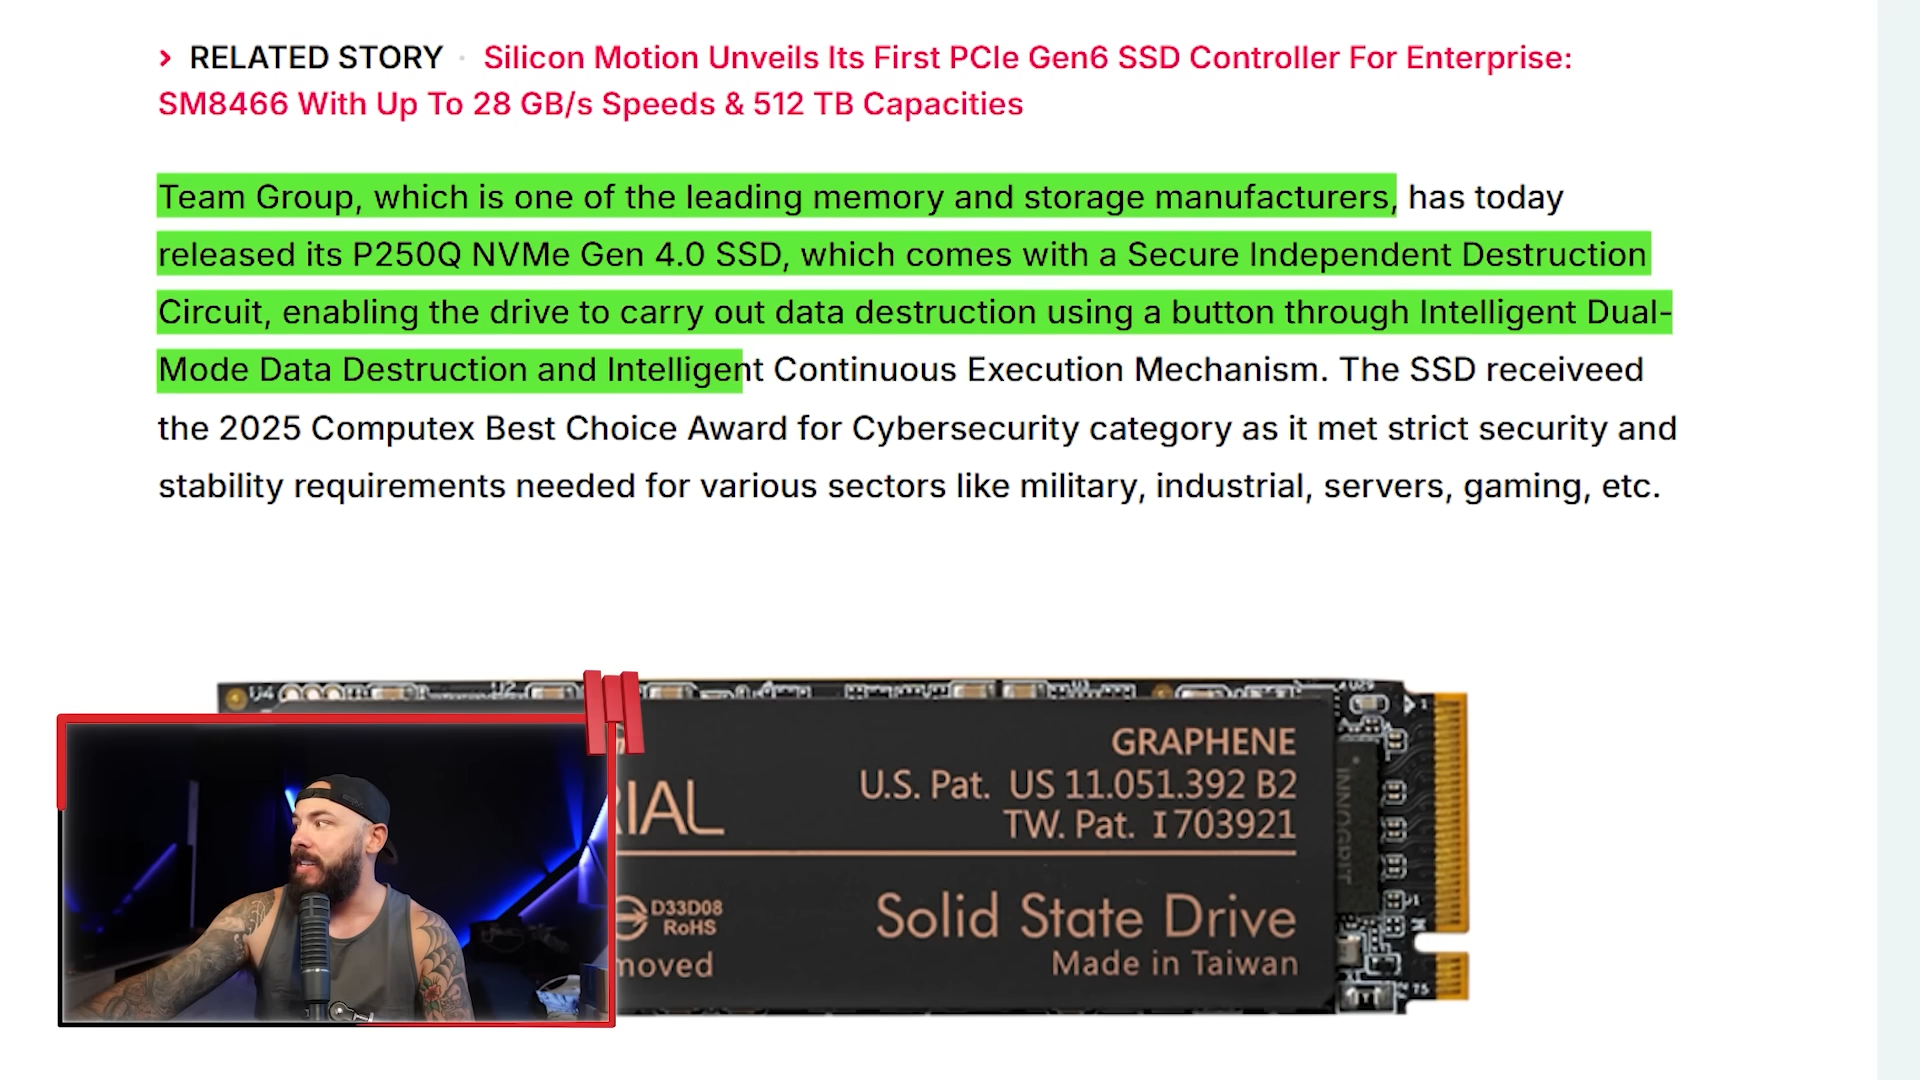 › RELATED STORY · Silicon Motion Unveils Its First PCIe Gen6 SSD Controller For Enterprise:
SM8466 With Up To 28 GB/s Speeds & 512 TB Capacities
Team Group, which is one of the leading memory and storage manufacturers, has today
released its P250Q NVMe Gen 4.0 SSD, which comes with a Secure Independent Destruction
Circuit, enabling the drive to carry out data destruction using a button through Intelligent Dual-
Mode Data Destruction and Intelligent Continuous Execution Mechanism. The SSD receiveed
the 2025 Computex Best Choice Award for Cybersecurity category as it met strict security and
stability requirements needed for various sectors like military, industrial, servers, gaming, etc.
U4
GRAPHENE
U.S. Pat. US 11.051.392 B2
RIAL
TW. Pat. I 703921
INNOGRIT
D33D08
RoHS
Solid State Drive
moved
Made in Taiwan